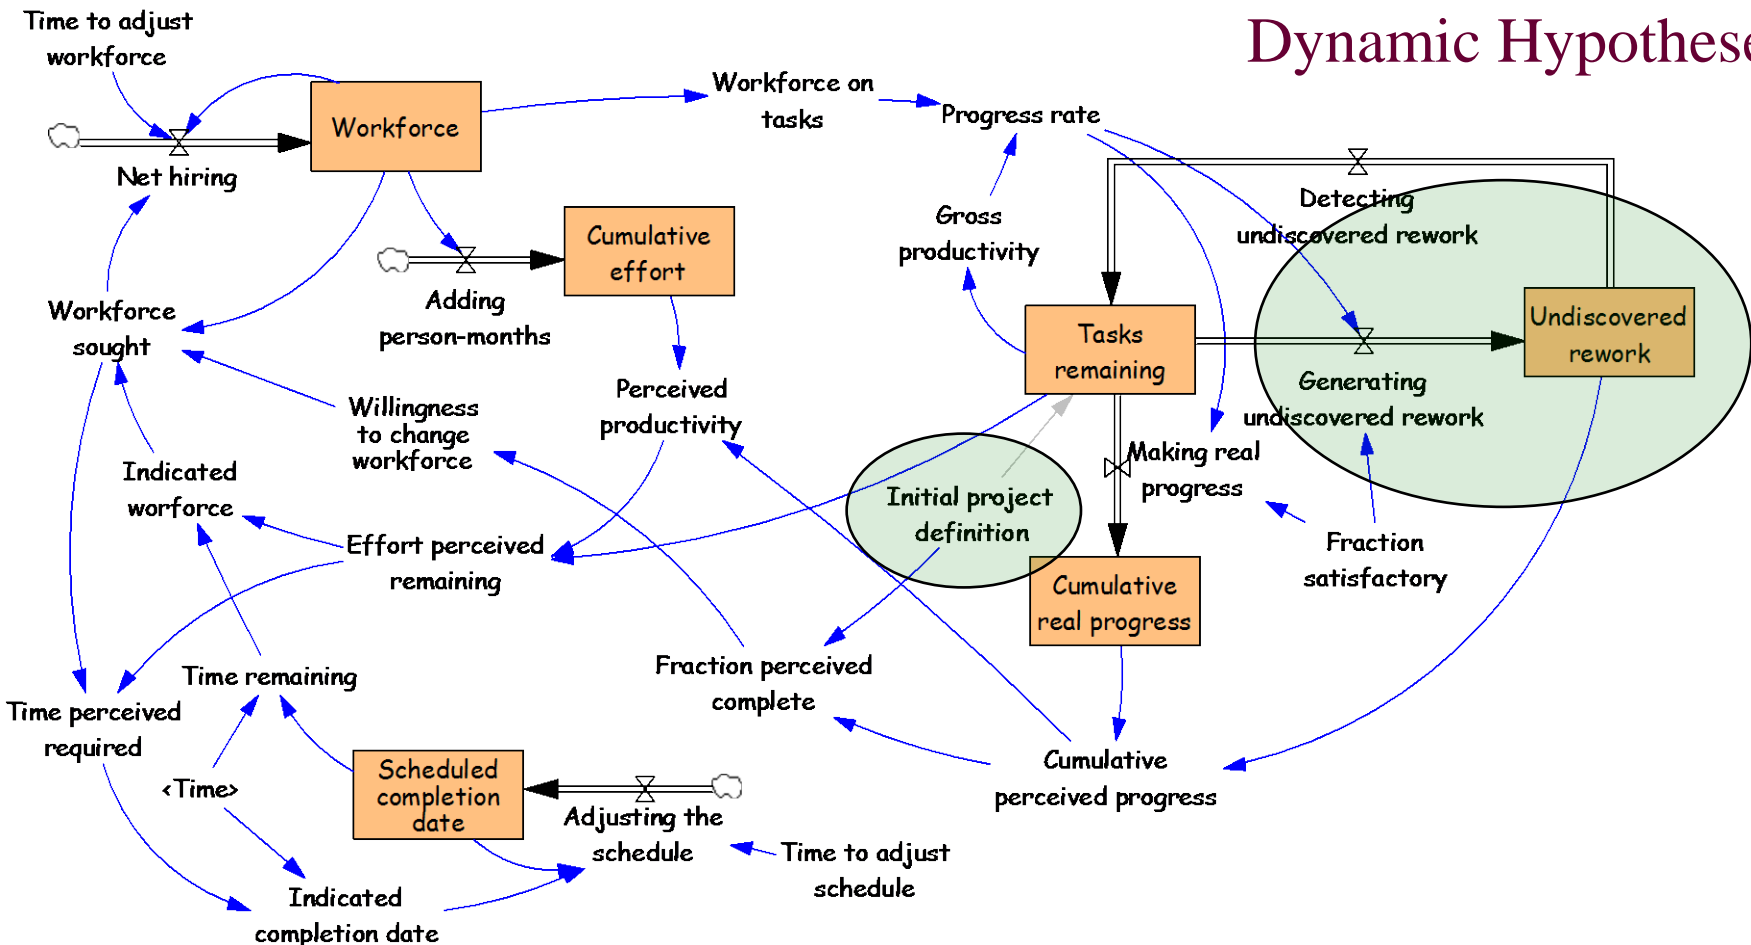 Dynamic Hypothese
Time to adjust
workforce
Workforce
Net hiring
Workforce on
tasks
Progress rate
Detecting
undiscovered rework
Gross
productivity
Cumulative
effort
Adding
person-months
Workforce
sought
Tasks
remaining
Undiscovered
rework
Generating
undiscovered rework
Perceived
productivity
Willingness
to change
workforce
Indicated
worforce
Making real
progress
Initial project
definition
Fraction
satisfactory
Effort perceived
remaining
Cumulative
real progress
Fraction perceived
complete
Time remaining
Time perceived
required
<Time>
Scheduled
completion
date
Adjusting the
schedule
Cumulative
perceived progress
Time to adjust
schedule
Indicated
completion date